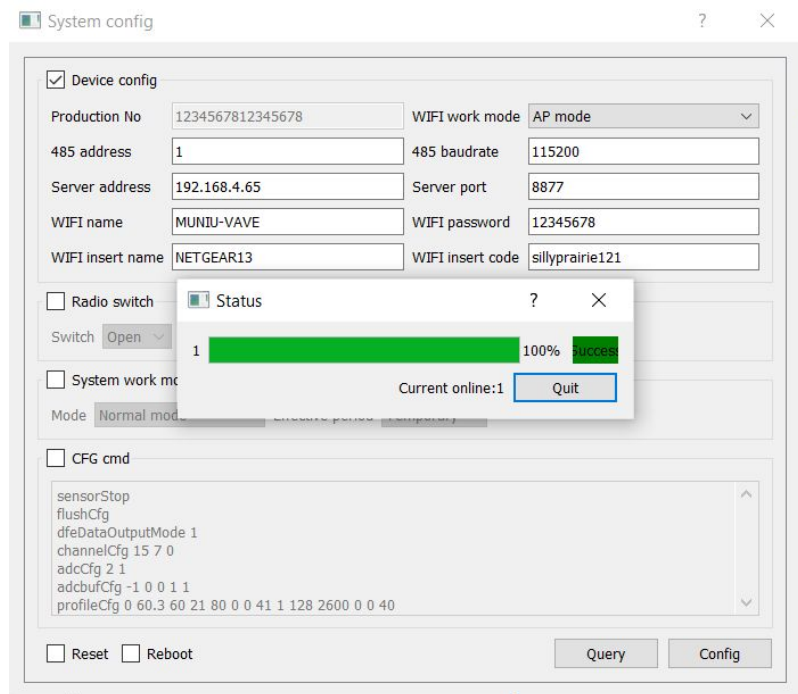 System config
Device config
Production No 1234567812345678 WIFI work mode AP mode
485 address 1 485 baudrate 115200
Server address 192.168.4.65 Server port 8877
WIFI name MUNIU-VAVE WIFI password 12345678
WIFI insert name NETGEAR13 WIFI insert code sillyprairie121
Radio switch
Status ?
Switch Open
1 100% Success
System work
Current online:1 Quit
Mode Normal
CFG cmd
sensorStop
flushCfg
dfeDataOutputMode 1
channelCfg 15 7 0
adcCfg 2 1
adcbufCfg -1 0 0 1 1
profileCfg 0 60.3 60 21 80 0 0 41 1 128 2600 0 0 40
Reset Reboot Query Config